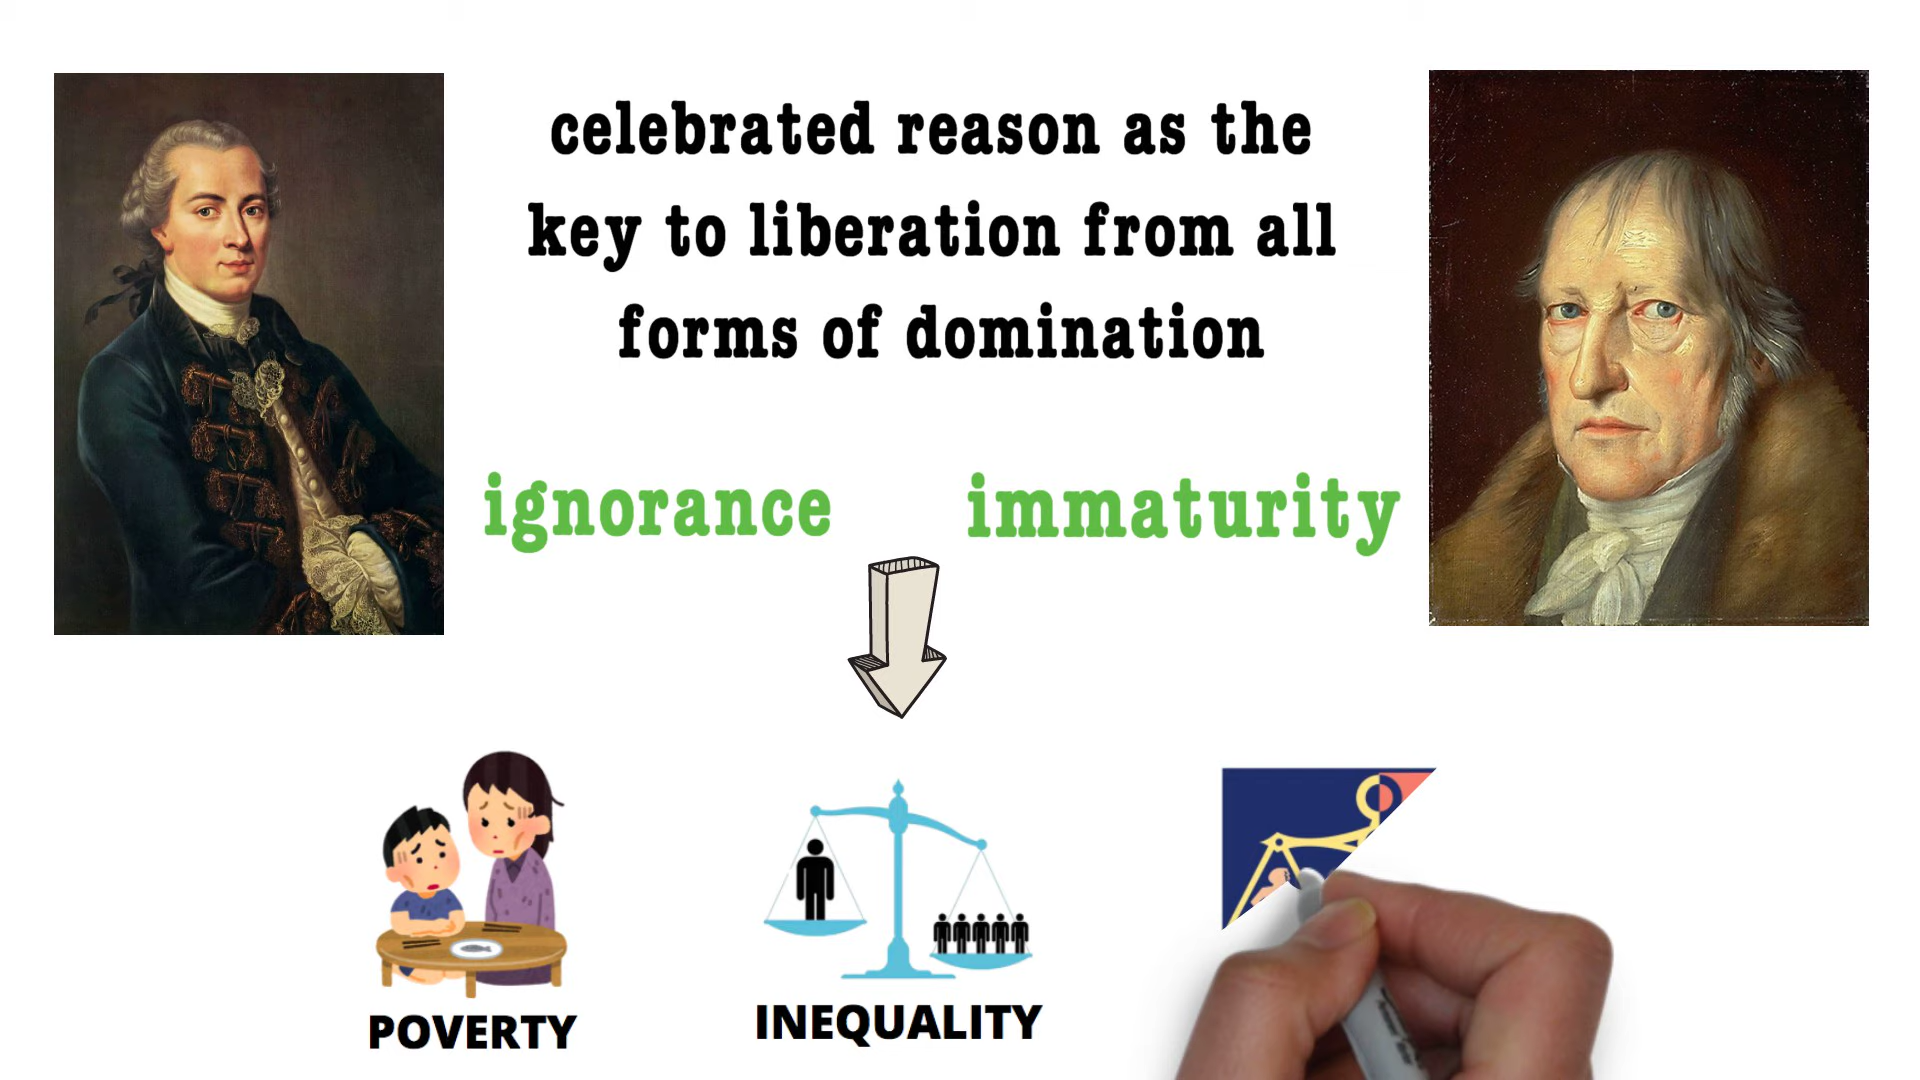 celebrated reason as the
key to liberation from all
forms of domination
ignorance immaturity
POVERTY
INEQUALITY